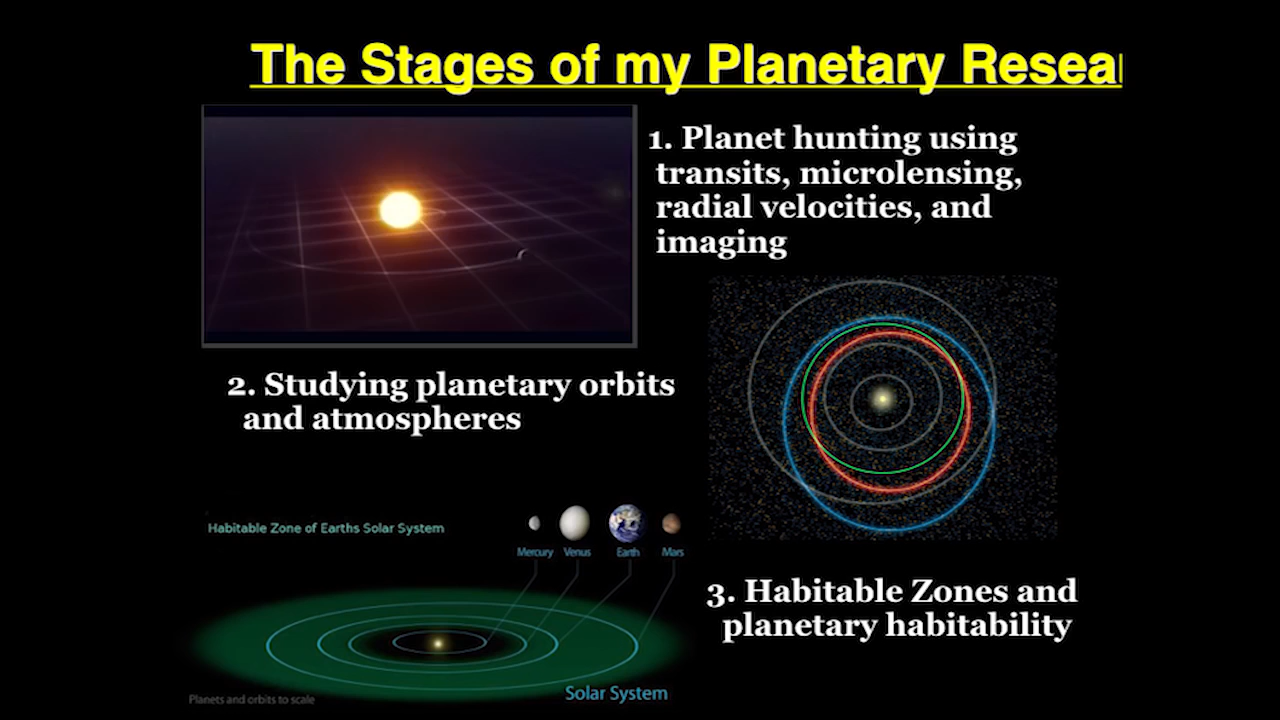 The Stages of my Planetary Resear
1. Planet hunting using
transits, microlensing,
radial velocities, and
imaging
2. Studying planetary orbits
and atmospheres
Habitable Zone of Earths Solar System
Mercury Venus Earth Mars
3. Habitable Zones and
planetary habitability
Solar System
Planets and orbits to scale